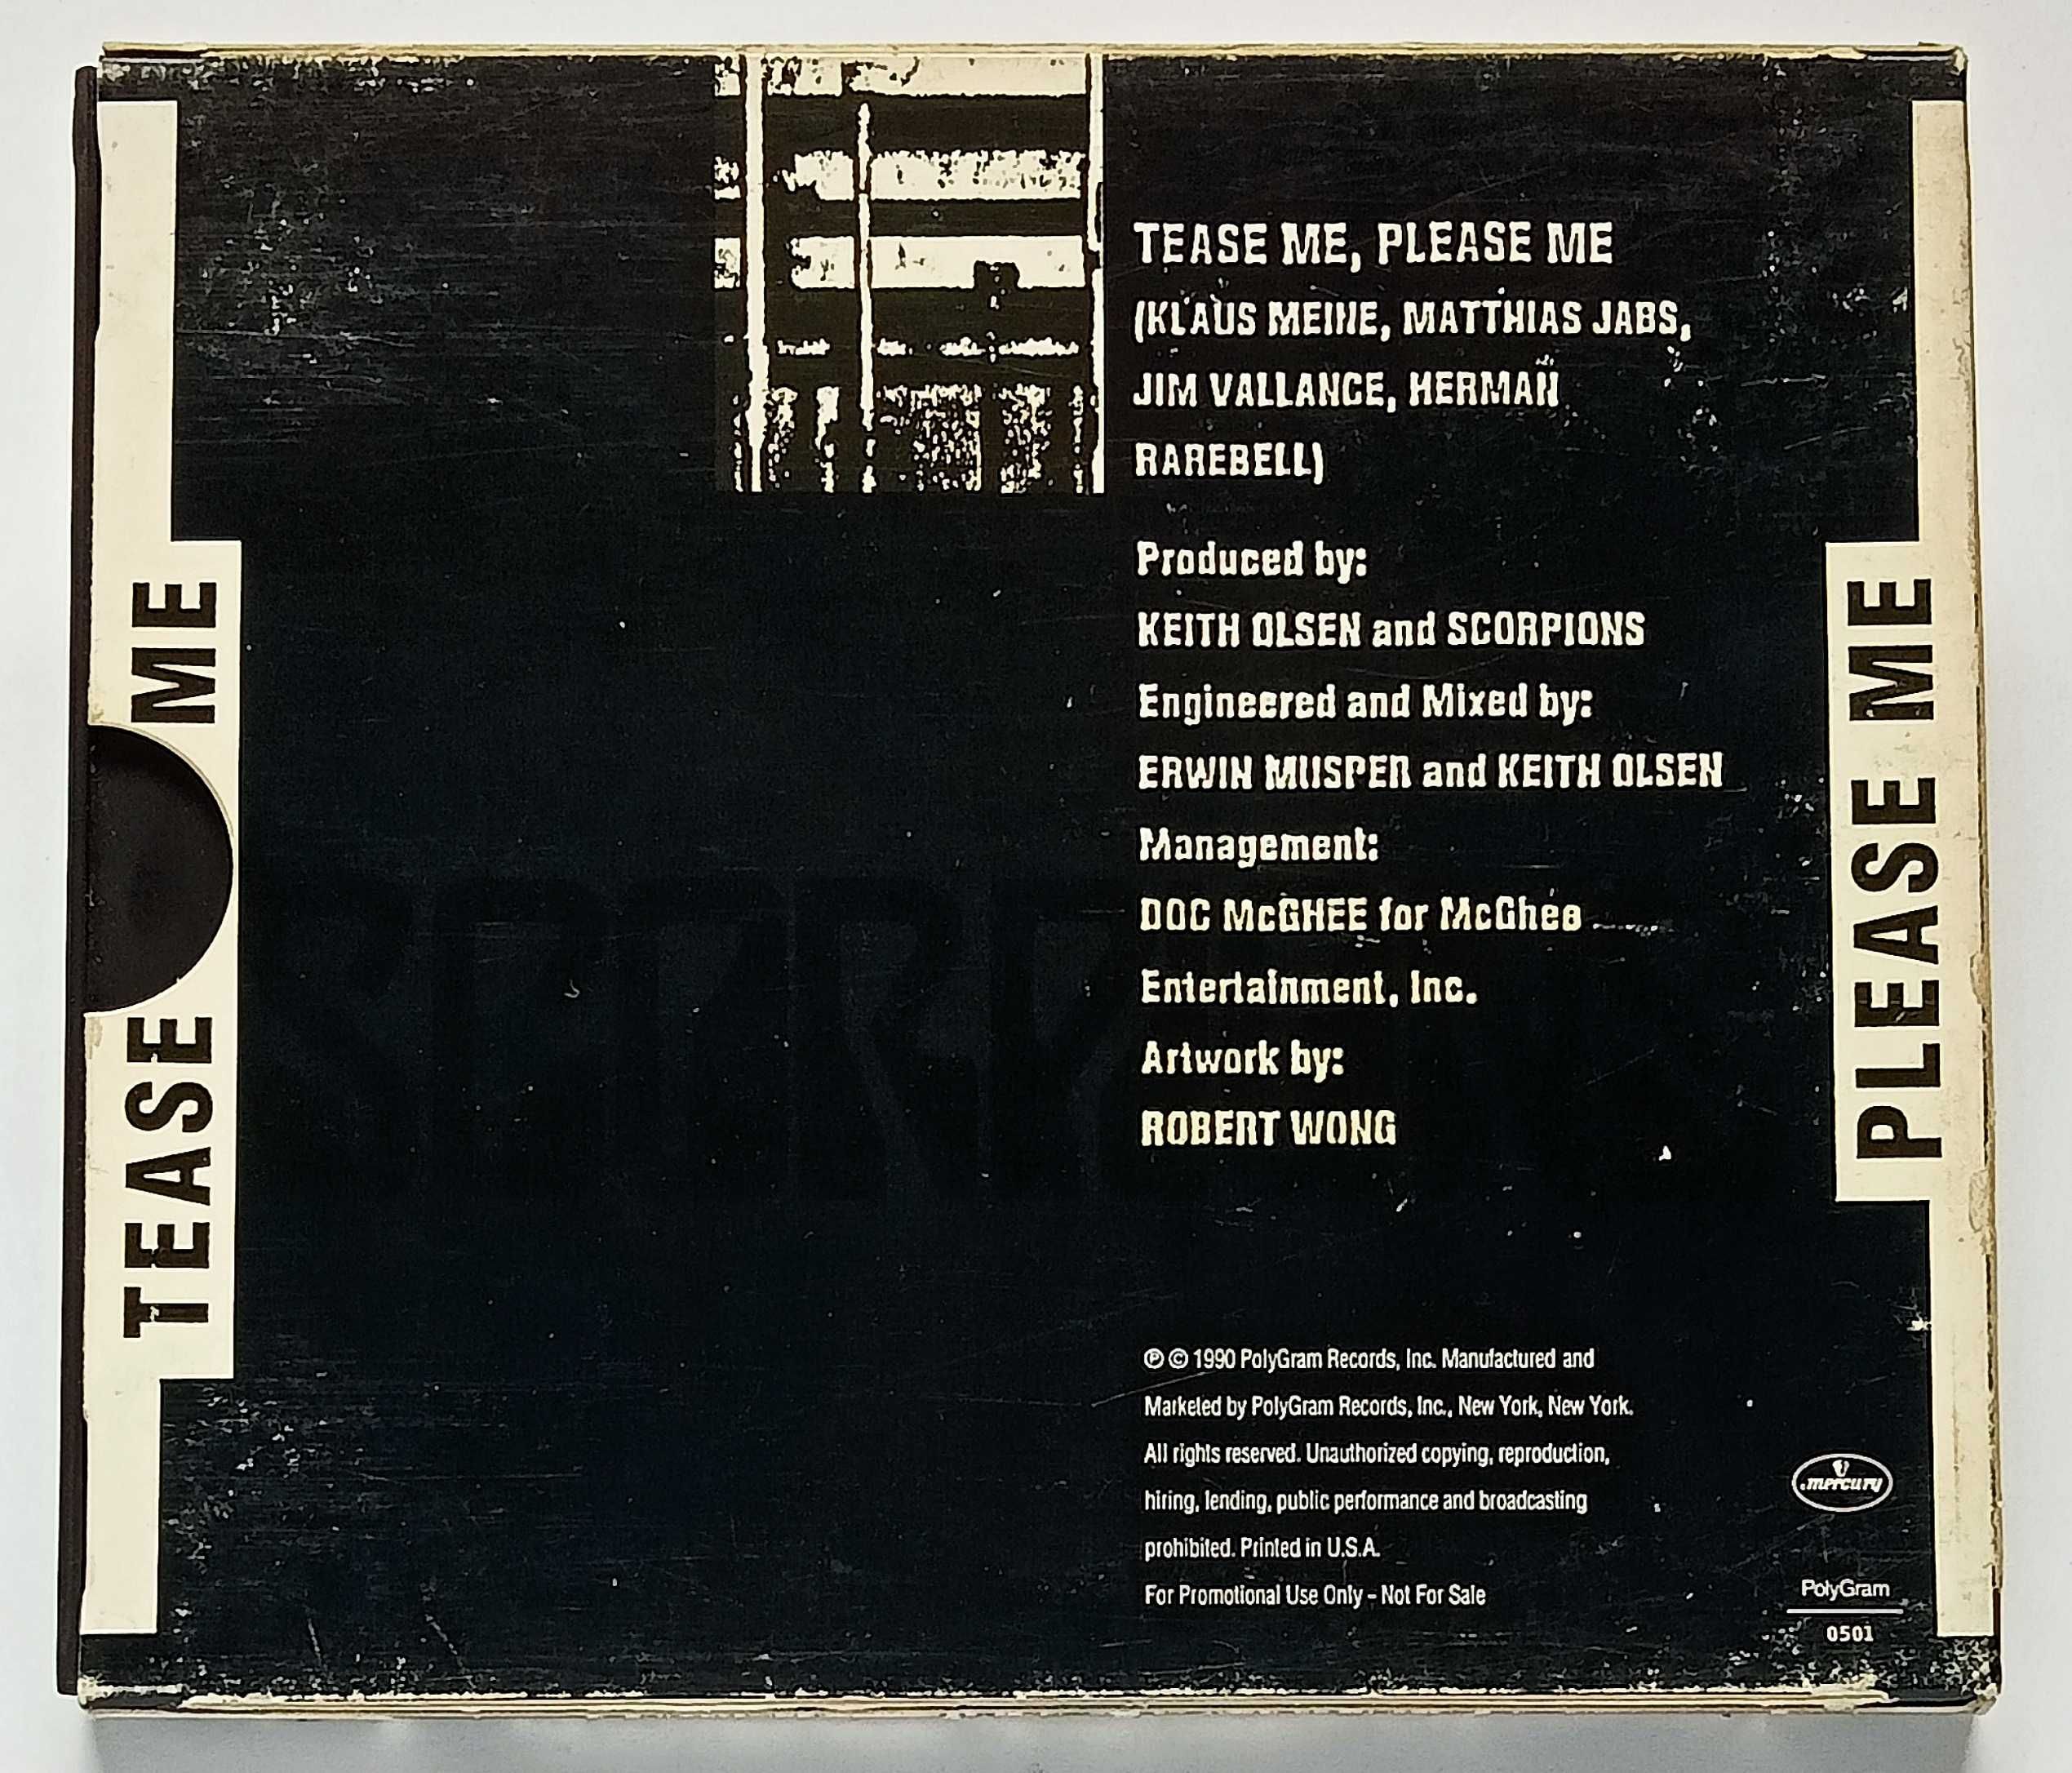 TEASE ME
TEASE ME, PLEASE ME
(KLAUS MEINE, MATTHIAS JABS,
JIM VALLANCE, HERMAN
RAREBELL)
Produced by:
KEITH OLSEN and SCORPIONS
Engineered and Mixed by:
ERWIN MUSPER and KEITH OLSEN
Management:
DOC McGHEE for McGhee
Entertainment, Inc.
Artwork by:
ROBERT WONG
℗ © 1990 PolyGram Records, Inc. Manufactured and
Marketed by PolyGram Records, Inc., New York, New York.
All rights reserved. Unauthorized copying, reproduction,
hiring, lending, public performance and broadcasting
prohibited. Printed in U.S.A.
For Promotional Use Only - Not For Sale
mercury
PolyGram
0501
PLEASE ME